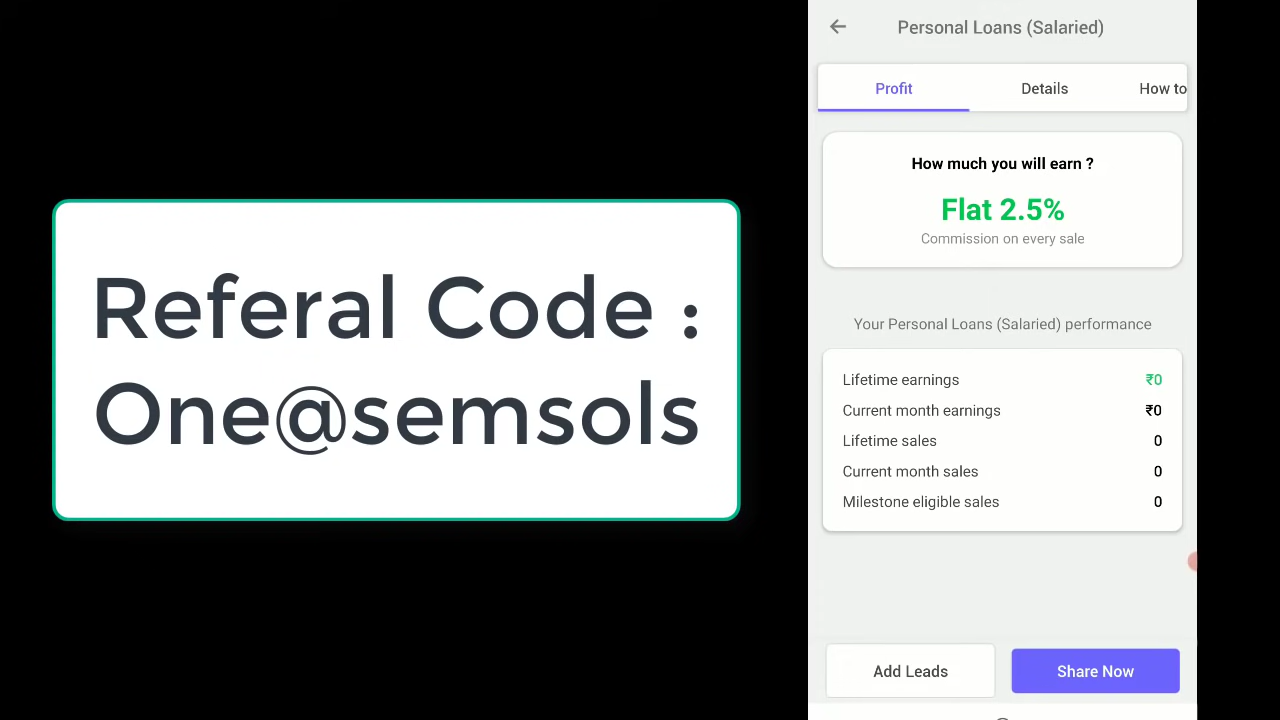 Referal Code :
One@semsols
Personal Loans (Salaried)
Profit
Details
How to
How much you will earn ?
Flat 2.5%
Commission on every sale
Your Personal Loans (Salaried) performance
Lifetime earnings ₹0
Current month earnings ₹0
Lifetime sales 0
Current month sales 0
Milestone eligible sales 0
Add Leads
Share Now